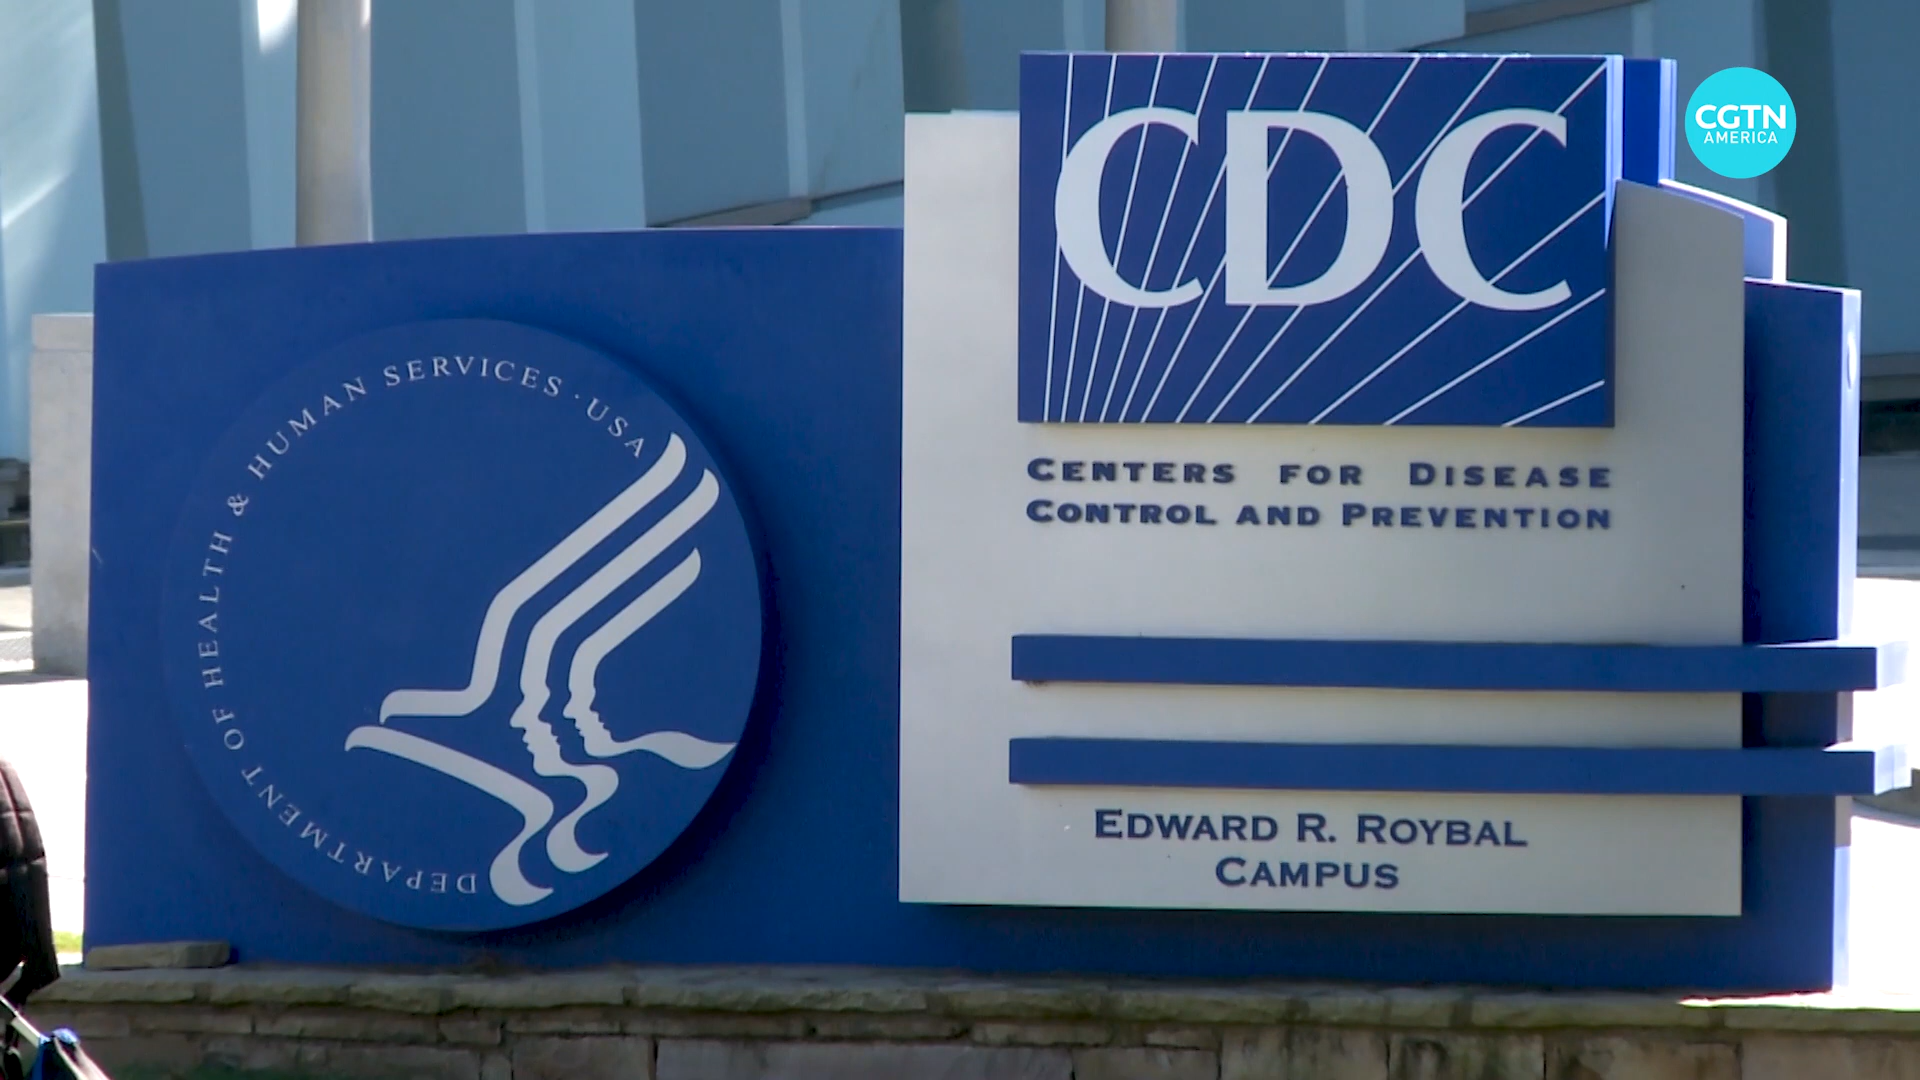 DEPARTMENT OF HEALTH & HUMAN SERVICES · USA
CDC
CENTERS FOR DISEASE
CONTROL AND PREVENTION
EDWARD R. ROYBAL
CAMPUS
CGTN
AMERICA